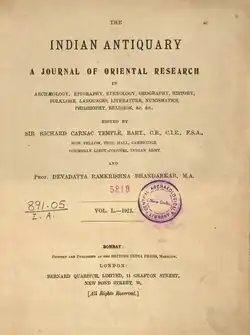 THE
INDIAN ANTIQUARY
A JOURNAL OF ORIENTAL RESEARCH
IN
ARCHÆOLOGY, EPIGRAPHY, ETHNOLOGY, GEOGRAPHY, HISTORY,
FOLKLORE, LANGUAGES, LITERATURE, NUMISMATICS,
PHILOSOPHY, RELIGION, &c. &c.
EDITED BY
SIR RICHARD CARNAC TEMPLE, BART., C.B., C.I.E., F.S.A.,
HON. FELLOW, TRIN. HALL, CAMBRIDGE,
FORMERLY LIEUT.-COLONEL, INDIAN ARMY
AND
PROF. DEVADATTA RAMKRISHNA BHANDARKAR, M.A.
5819
VOL. L.—1921.
891.05
I. A.
New Delhi
BOMBAY:
PRINTED AND PUBLISHED AT THE BRITISH INDIA PRESS, MAZGAON,
LONDON:
BERNARD QUARITCH, LIMITED, 11 GRAFTON STREET,
NEW BOND STREET, W.
[All Rights Reserved.]